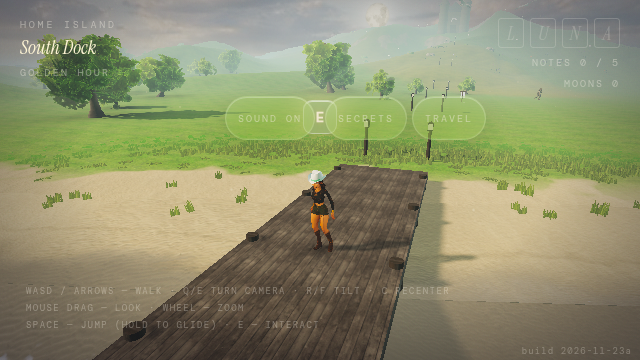 HOME ISLAND
South Dock
GOLDEN HOUR
L U N A
NOTES 0 / 5
MOONS 0
SOUND ON
E
SECRETS
TRAVEL
WASD / ARROWS — WALK · Q/E TURN CAMERA · R/F TILT · C RECENTER
MOUSE DRAG — LOOK · WHEEL — ZOOM
SPACE — JUMP (HOLD TO GLIDE) · E — INTERACT
build 2026-11-23a